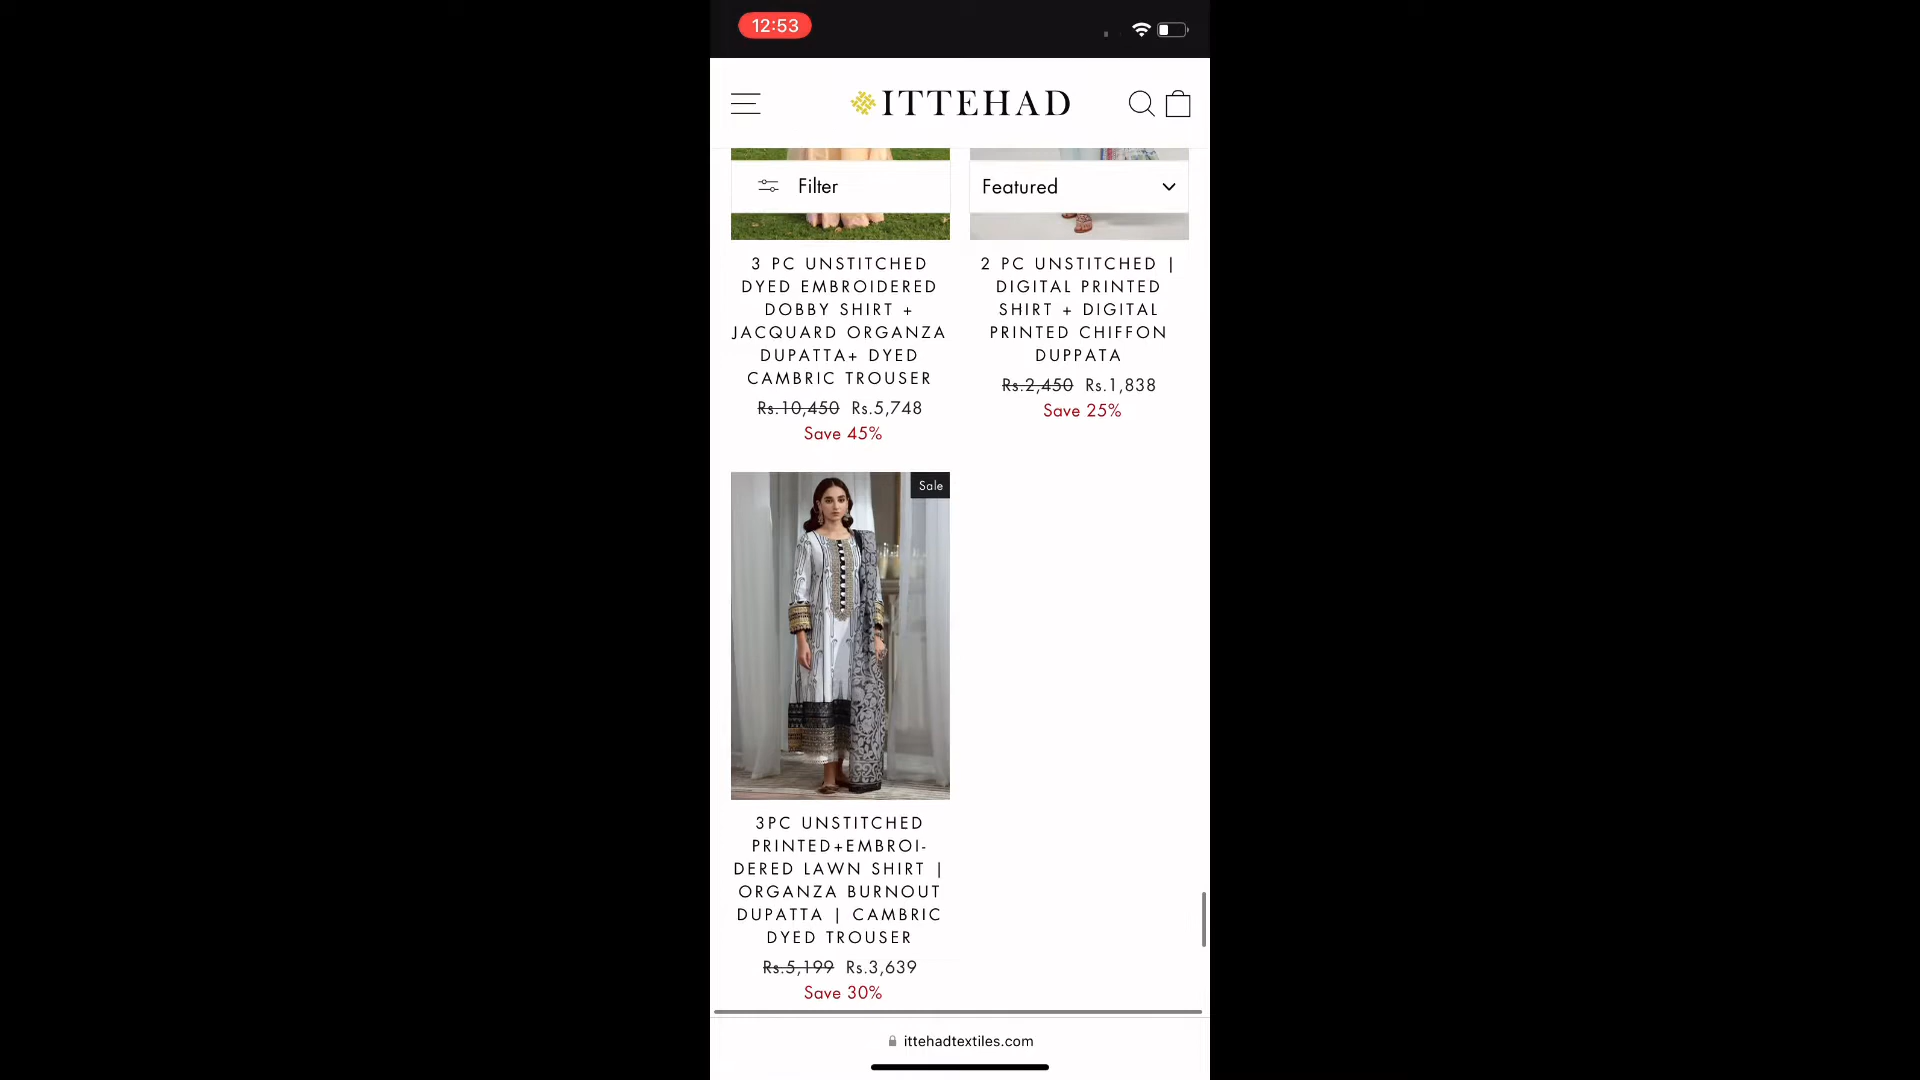 12:53
ITTEHAD
Filter
Featured
3 PC UNSTITCHED
DYED EMBROIDERED
DOBBY SHIRT +
JACQUARD ORGANZA
DUPATTA+ DYED
CAMBRIC TROUSER
Rs.10,450 Rs.5,748
Save 45%
2 PC UNSTITCHED |
DIGITAL PRINTED
SHIRT + DIGITAL
PRINTED CHIFFON
DUPPATA
Rs.2,450 Rs.1,838
Save 25%
Sale
3PC UNSTITCHED
PRINTED+EMBROI-
DERED LAWN SHIRT |
ORGANZA BURNOUT
DUPATTA | CAMBRIC
DYED TROUSER
Rs.5,199 Rs.3,639
Save 30%
ittehadtextiles.com